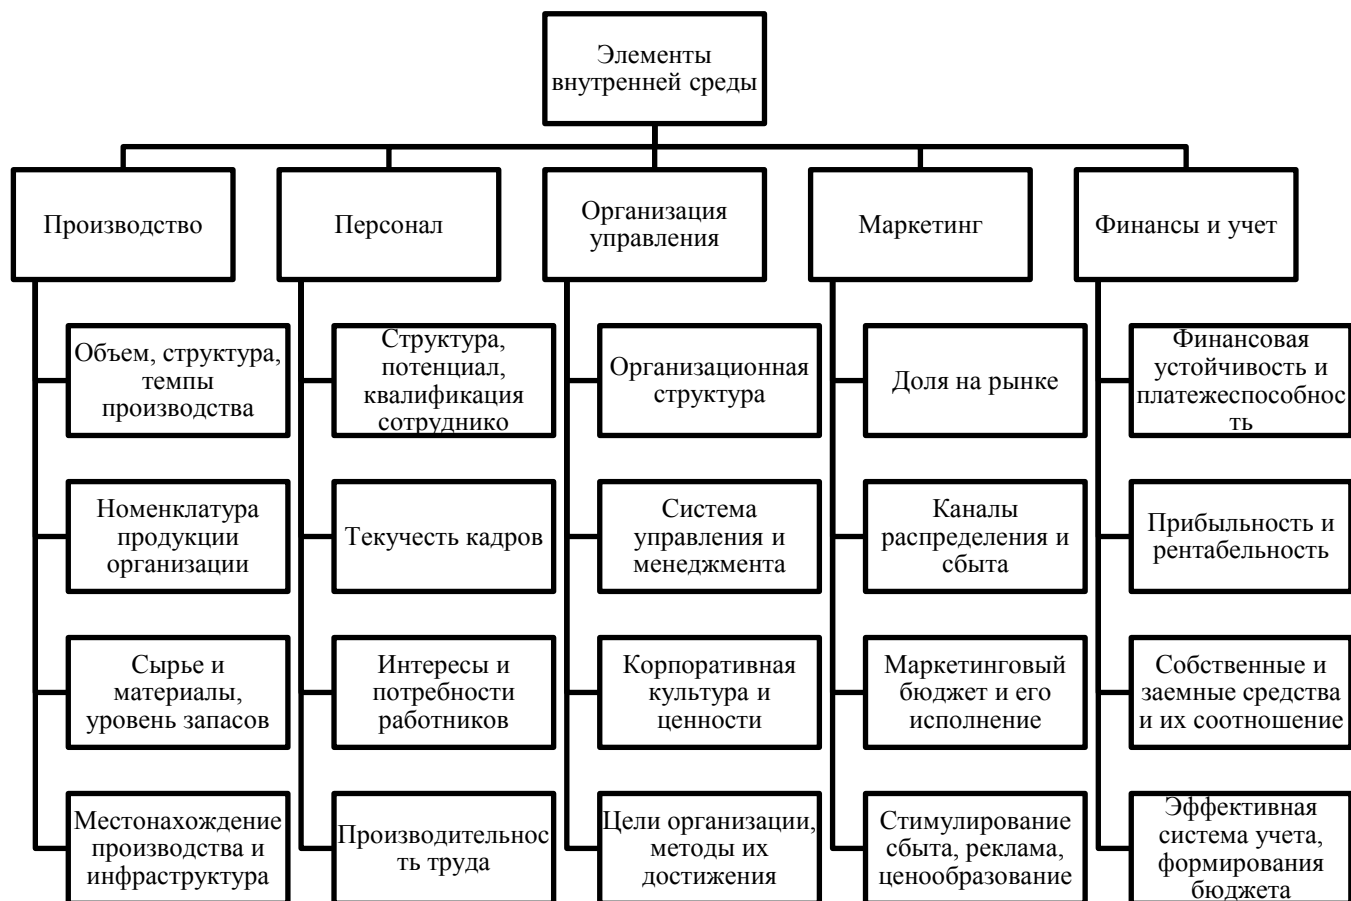 Элементы
внутренней среды
Производство
Персонал
Организация
управления
Маркетинг
Финансы и учет
Объем, структура,
темпы
производства
Структура,
потенциал,
квалификация
сотруднико
Организационная
структура
Доля на рынке
Финансовая
устойчивость и
платежеспособнос
ть
Номенклатура
продукции
организации
Текучесть кадров
Система
управления и
менеджмента
Каналы
распределения и
сбыта
Прибыльность и
рентабельность
Сырье и
материалы,
уровень запасов
Интересы и
потребности
работников
Корпоративная
культура и
ценности
Маркетинговый
бюджет и его
исполнение
Собственные и
заемные средства
и их соотношение
Местонахождение
производства и
инфраструктура
Производительнос
ть труда
Цели организации,
методы их
достижения
Стимулирование
сбыта, реклама,
ценообразование
Эффективная
система учета,
формирования
бюджета